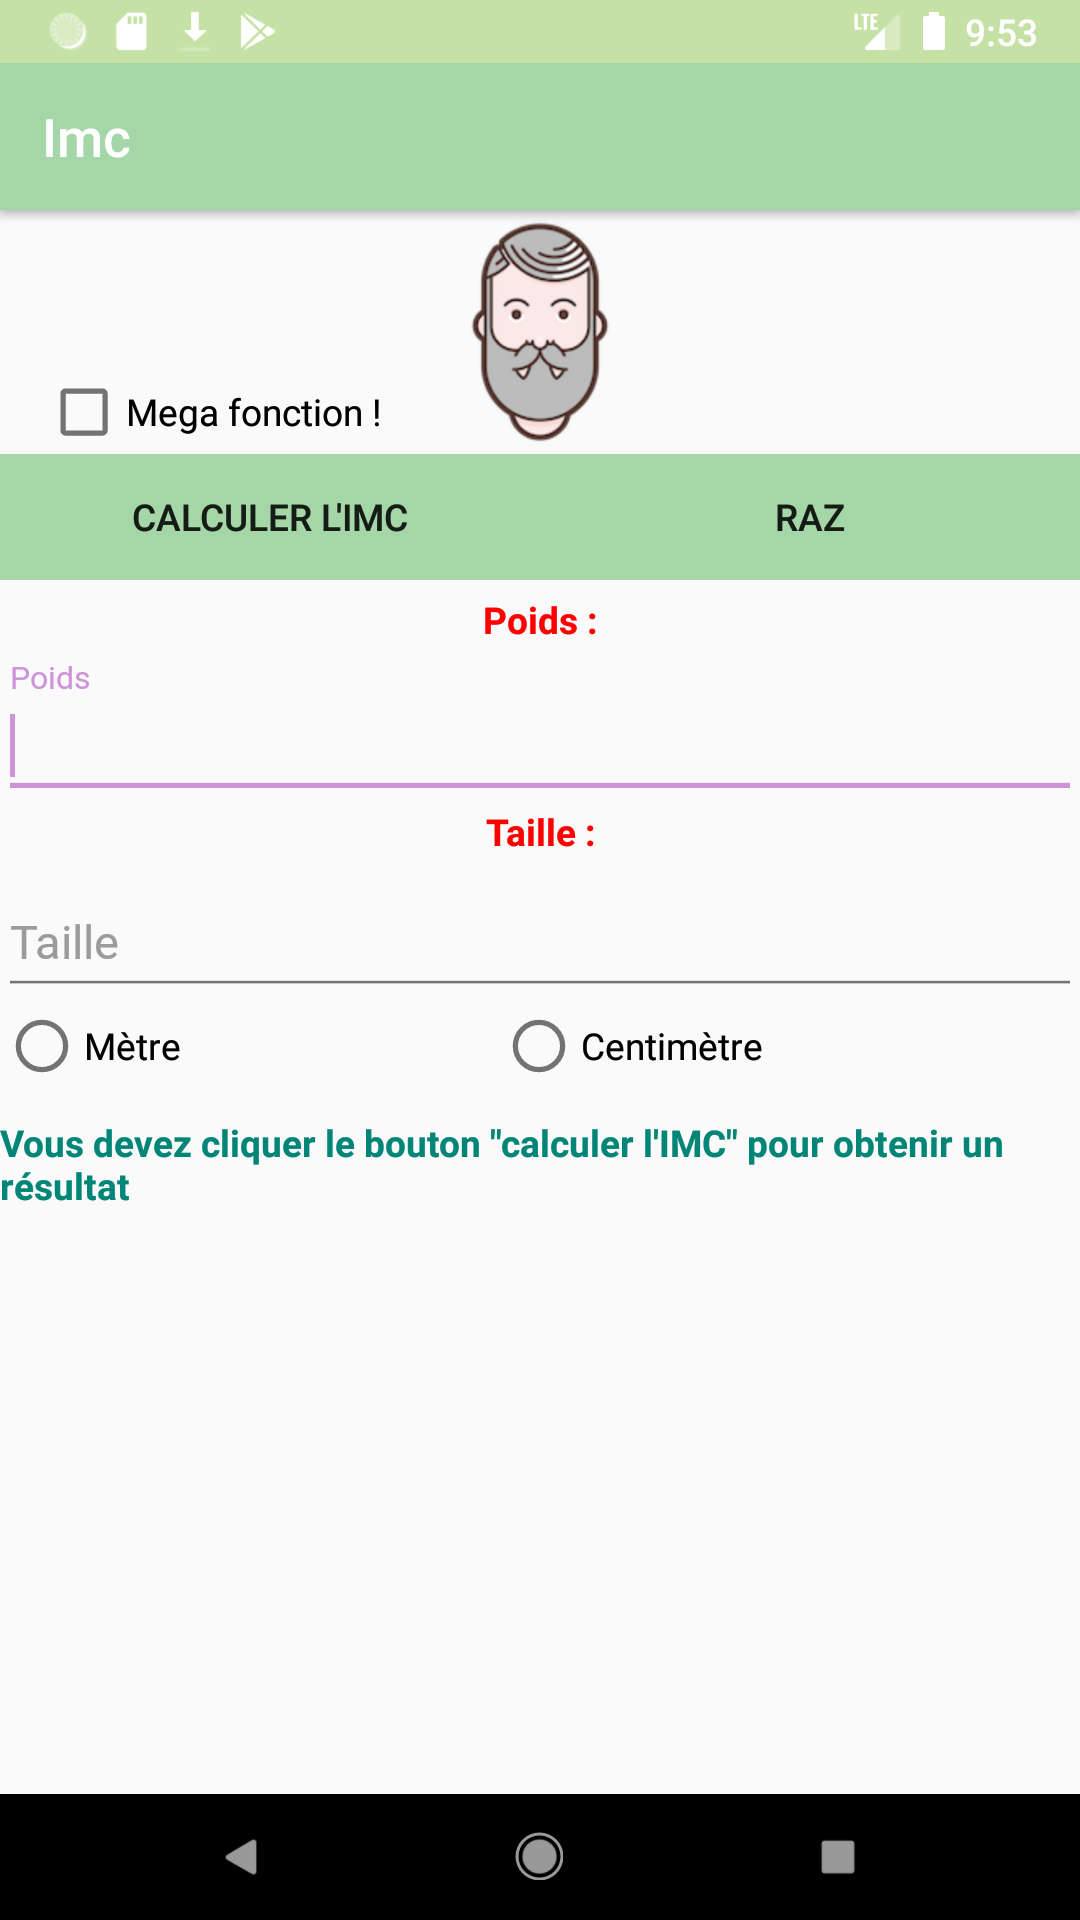 LTE 9:53
Imc
Mega fonction !
CALCULER L'IMC RAZ
Poids :
Poids
Taille :
Taille
Mètre Centimètre
Vous devez cliquer le bouton "calculer l'IMC" pour obtenir un
résultat